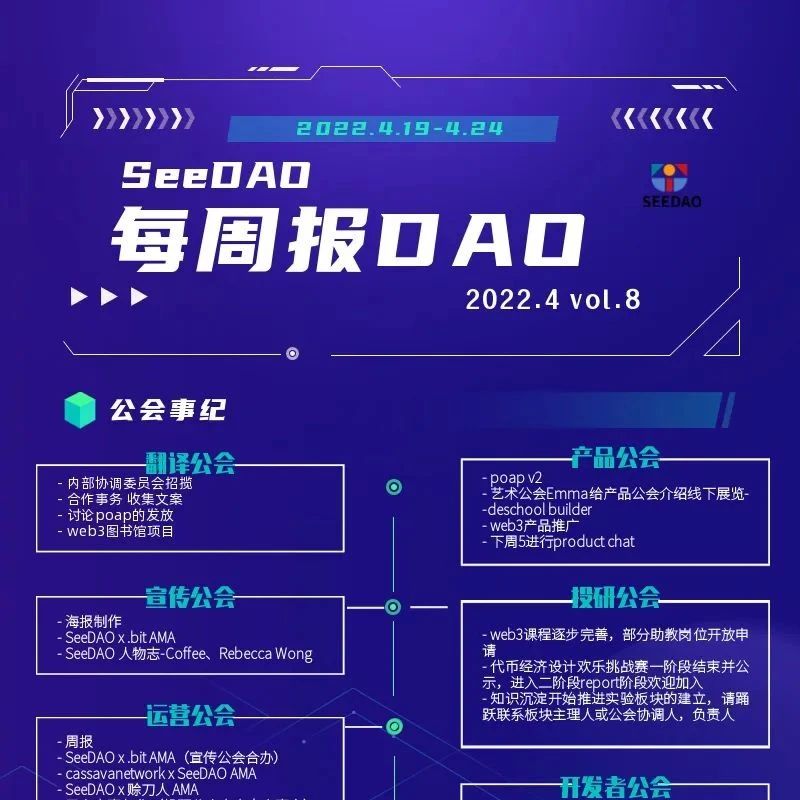 2022.4.19-4.24
SeeDAO
每周报DAO
SEEDAO
2022.4 vol.8
公会事纪
翻译公会
- 内部协调委员会招揽
- 合作事务 收集文案
- 讨论poap的发放
- web3图书馆项目
产品公会
- poap v2
- 艺术公会Emma给产品公会介绍线下展览-
-deschool builder
- web3产品推广
- 下周5进行product chat
宣传公会
- 海报制作
- SeeDAO x .bit AMA
- SeeDAO 人物志-Coffee、Rebecca Wong
投研公会
- web3课程逐步完善，部分助教岗位开放申
请
- 代币经济设计欢乐挑战赛一阶段结束并公
示，进入二阶段report阶段欢迎加入
- 知识沉淀开始推进实验板块的建立，请踊
跃联系板块主理人或公会协调人，负责人
运营公会
- 周报
- SeeDAO x .bit AMA（宣传公会合办）
- cassavanetwork x SeeDAO AMA
- SeeDAO x 赊刀人 AMA
开发者公会